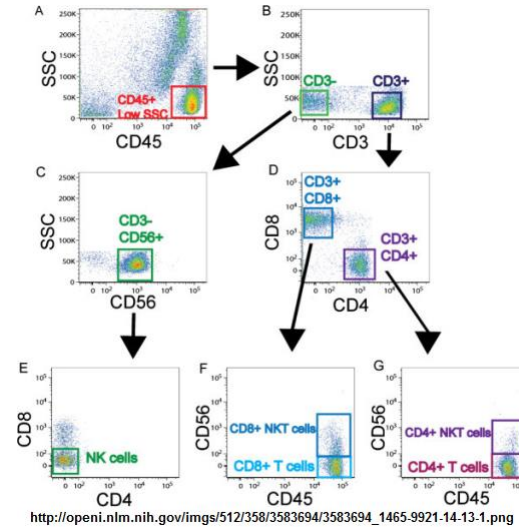 A
SSC
250K
200K
150K
100K
50K
0
CD45+
Low SSC
0 10² 10³ 10⁴ 10⁵
CD45
B
SSC
250K
200K
150K
100K
50K
0
CD3-
CD3+
0 10² 10³ 10⁴ 10⁵
CD3
C
SSC
250K
200K
150K
100K
50K
0
CD3-
CD56+
0 10² 10³ 10⁴ 10⁵
CD56
D
CD8
10⁵
10⁴
10³
10²
0
CD3+
CD8+
CD3+
CD4+
0 10² 10³ 10⁴ 10⁵
CD4
E
CD8
10⁵
10⁴
10³
10²
0
NK cells
0 10² 10³ 10⁴ 10⁵
CD4
F
CD56
10⁵
10⁴
10³
10²
0
CD8+ NKT cells
CD8+ T cells
0 10² 10³ 10⁴ 10⁵
CD45
G
CD56
10⁵
10⁴
10³
10²
0
CD4+ NKT cells
CD4+ T cells
0 10² 10³ 10⁴ 10⁵
CD45
http://openi.nlm.nih.gov/imgs/512/358/3583694/3583694_1465-9921-14-13-1.png